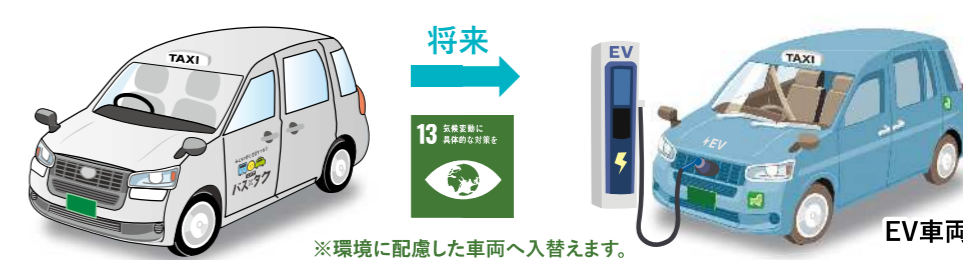 TAXI
バスタク
将来
13 気候変動に
具体的な対策を
※環境に配慮した車両へ入替えます。
EV
TAXI
EV
EV車両